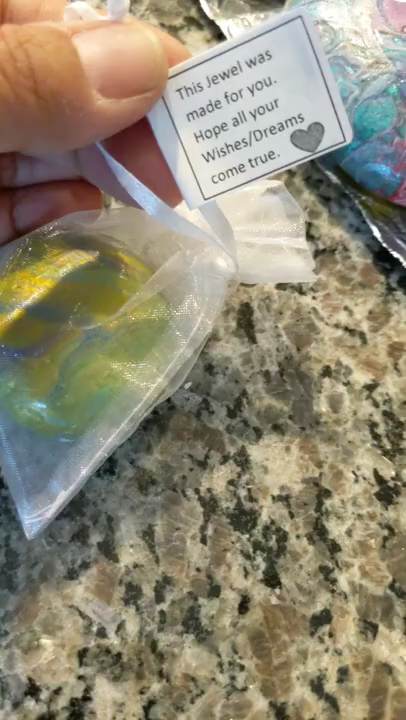 This Jewel was
made for you.
Hope all your
Wishes/Dreams
come true.